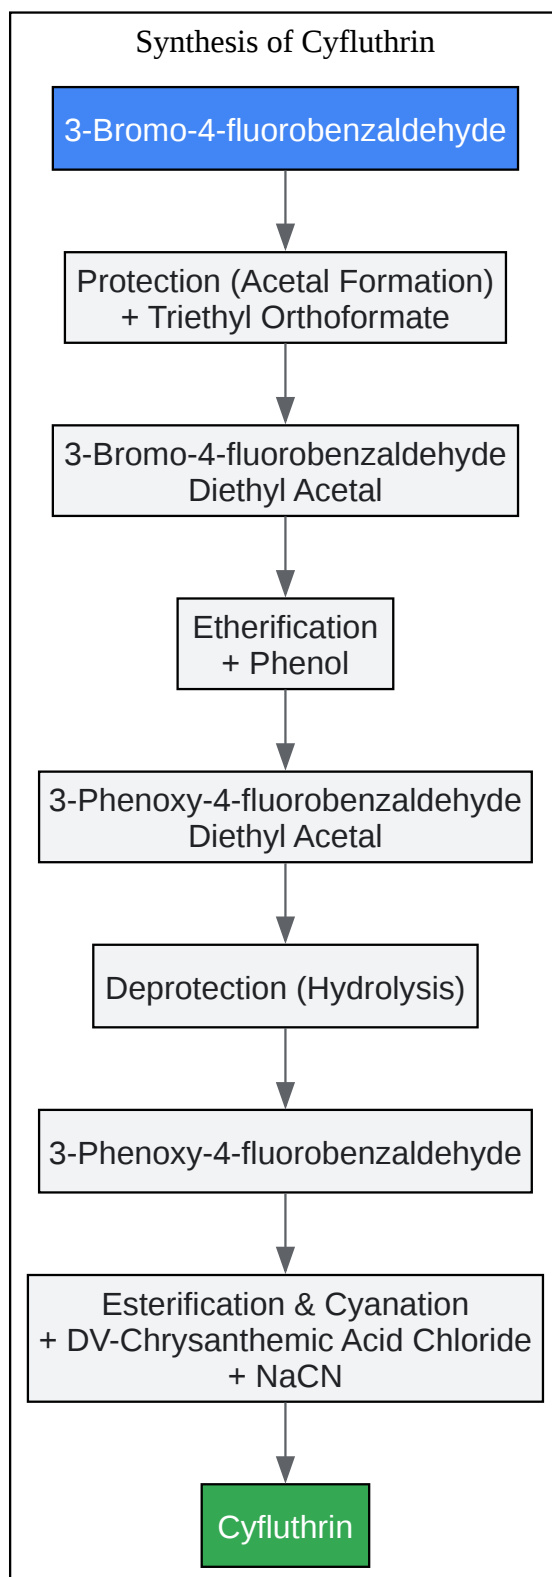 Synthesis of Cyfluthrin
3-Bromo-4-fluorobenzaldehyde
Protection (Acetal Formation)
+ Triethyl Orthoformate
3-Bromo-4-fluorobenzaldehyde
Diethyl Acetal
Etherification
+ Phenol
3-Phenoxy-4-fluorobenzaldehyde
Diethyl Acetal
Deprotection (Hydrolysis)
3-Phenoxy-4-fluorobenzaldehyde
Esterification & Cyanation
+ DV-Chrysanthemic Acid Chloride
+ NaCN
Cyfluthrin